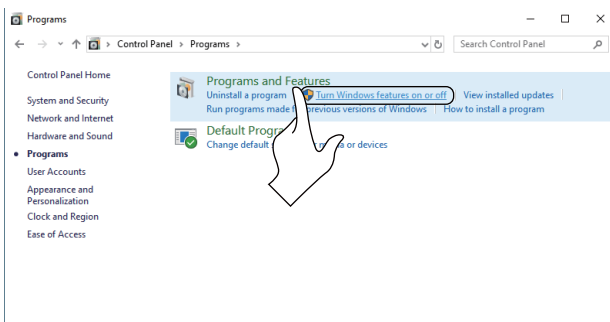 Programs
Control Panel > Programs >
Search Control Panel
Control Panel Home
System and Security
Network and Internet
Hardware and Sound
Programs
User Accounts
Appearance and
Personalization
Clock and Region
Ease of Access
Programs and Features
Uninstall a program Turn Windows features on or off View installed updates
Run programs made previous versions of Windows How to install a program
Default
Change default or devices